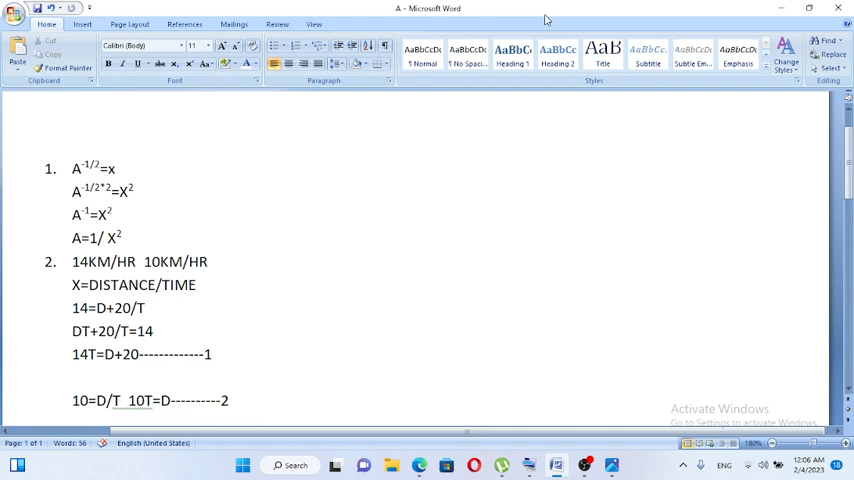 A - Microsoft Word
Home Insert Page Layout References Mailings Review View
Paste Cut Copy Format Painter Clipboard
Calibri (Body) 11 Font
Paragraph
AaBbCcDc AaBbCcDc AaBbC AaBbCc AaB AaBbCc. AaBbCcDc AaBbCcDc
¶ Normal ¶ No Spaci... Heading 1 Heading 2 Title Subtitle Subtle Em... Emphasis
Styles Change Styles
Find Replace Select Editing
1. A-1/2=x
A-1/2*2=X2
A-1=X2
A=1/ X2
2. 14KM/HR 10KM/HR
X=DISTANCE/TIME
14=D+20/T
DT+20/T=14
14T=D+20-------------1
10=D/T 10T=D----------2
Activate Windows
Go to Settings to activate Windows.
Page: 1 of 1 Words: 56 English (United States) 180%
Search ENG 12:06 AM 2/4/2023 18